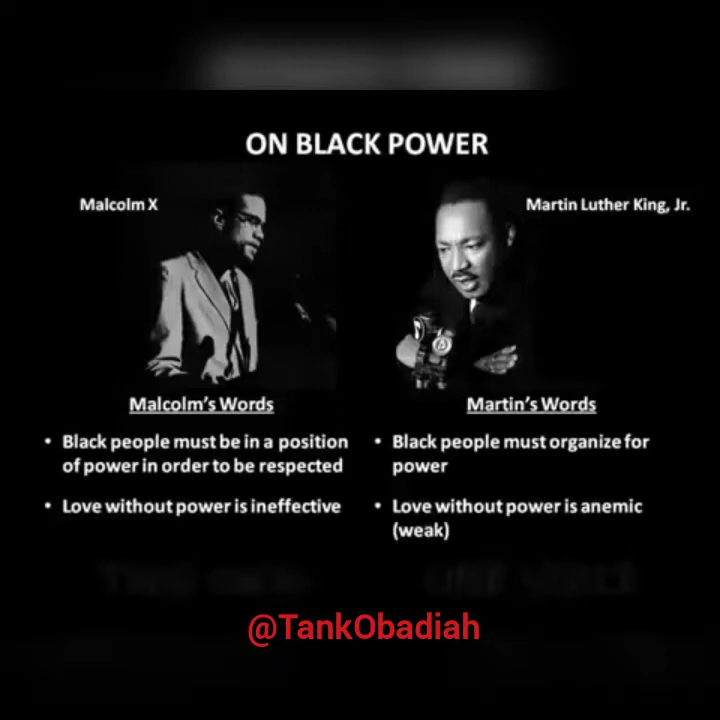 ON BLACK POWER
Malcolm X
Martin Luther King, Jr.
Malcolm's Words
• Black people must be in a position
of power in order to be respected
• Love without power is ineffective
Martin's Words
• Black people must organize for
power
• Love without power is anemic
(weak)
@TankObadiah